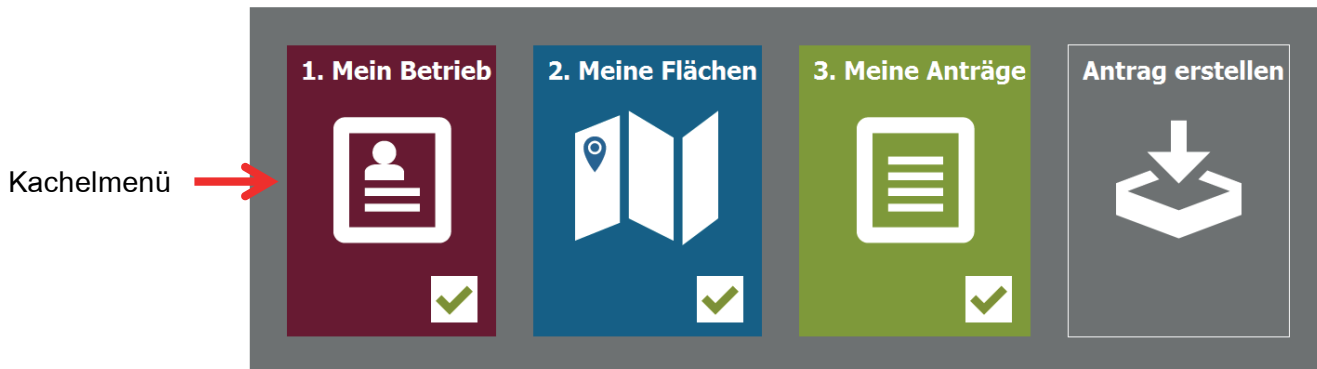 1. Mein Betrieb
2. Meine Flächen
3. Meine Anträge
Antrag erstellen
Kachelmenü